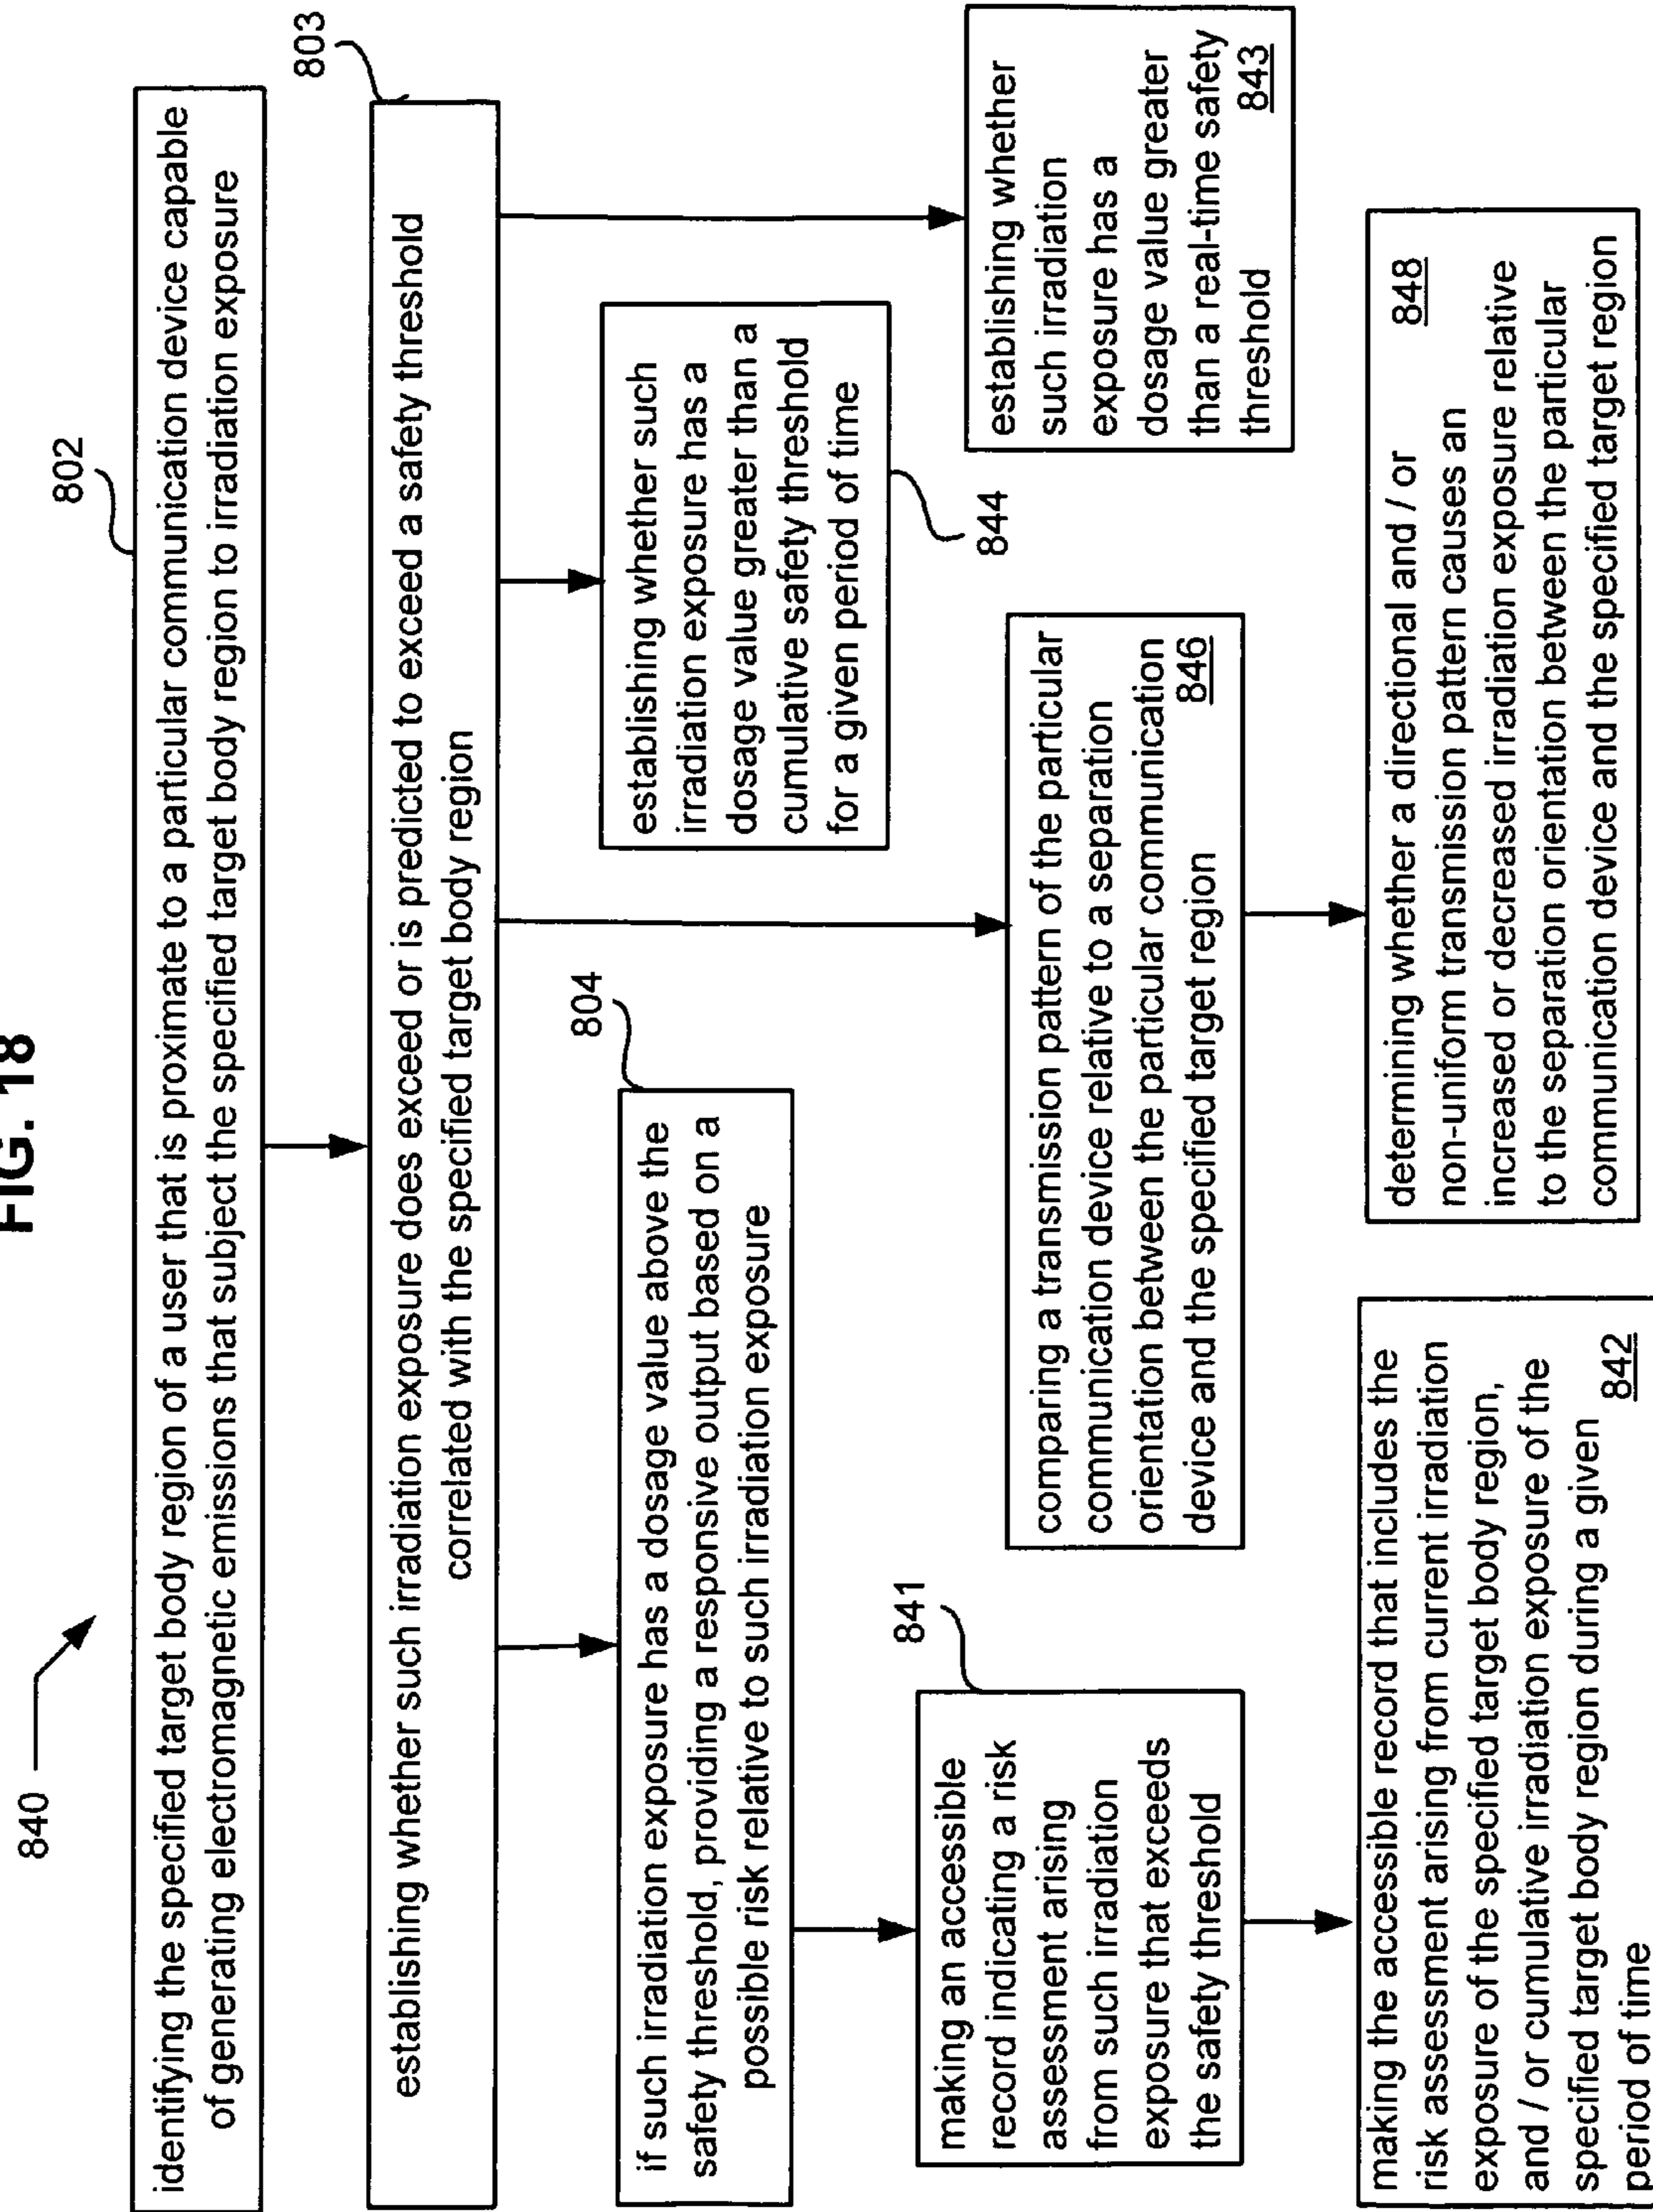 FIG. 18
840
802
identifying the specified target body region of a user that is proximate to a particular communication device capable
of generating electromagnetic emissions that subject the specified target body region to irradiation exposure
803
establishing whether such irradiation exposure does exceed or is predicted to exceed a safety threshold
correlated with the specified target body region
804
if such irradiation exposure has a dosage value above the
safety threshold, providing a responsive output based on a
possible risk relative to such irradiation exposure
establishing whether such
irradiation exposure has a
dosage value greater than a
cumulative safety threshold
for a given period of time
844
841
making an accessible
record indicating a risk
assessment arising
from such irradiation
exposure that exceeds
the safety threshold
comparing a transmission pattern of the particular
communication device relative to a separation
orientation between the particular communication
device and the specified target region
846
establishing whether
such irradiation
exposure has a
dosage value greater
than a real-time safety
threshold
843
making the accessible record that includes the
risk assessment arising from current irradiation
exposure of the specified target body region,
and / or cumulative irradiation exposure of the
specified target body region during a given
period of time
842
determining whether a directional and / or
848
non-uniform transmission pattern causes an
increased or decreased irradiation exposure relative
to the separation orientation between the particular
communication device and the specified target region